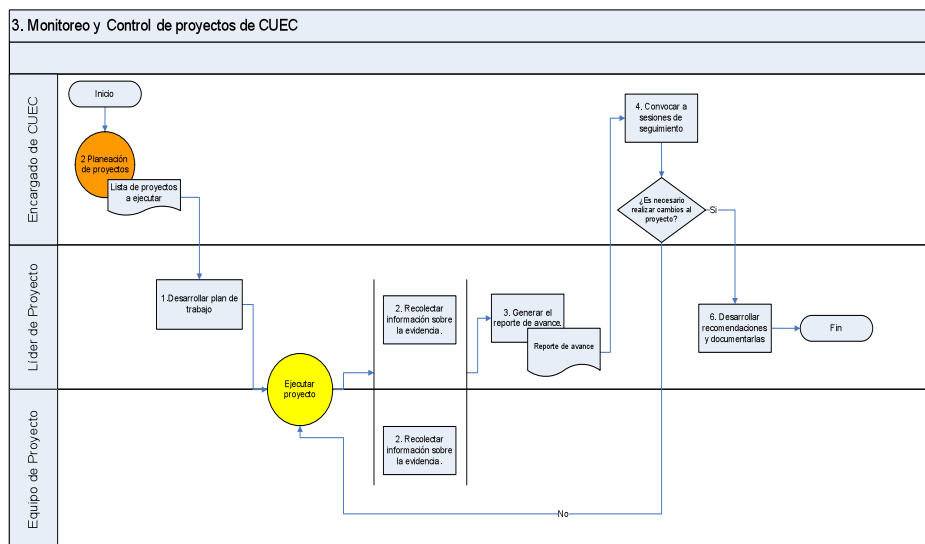 3. Monitoreo y Control de proyectos de CUEC
Encargado de CUEC
Inicio
2 Planeación
de proyectos
Lista de proyectos
a ejecutar
4. Convocar a
sesiones de
seguimiento
¿Es necesario
realizar cambios al
proyecto?
Si
Líder de Proyecto
1.Desarrollar plan de
trabajo
2. Recolectar
información sobre
la evidencia.
3. Generar el
reporte de avance.
Reporte de avance
6. Desarrollar
recomendaciones
y documentarlas
Fin
Ejecutar
proyecto
Equipo de Proyecto
2. Recolectar
información sobre
la evidencia.
No